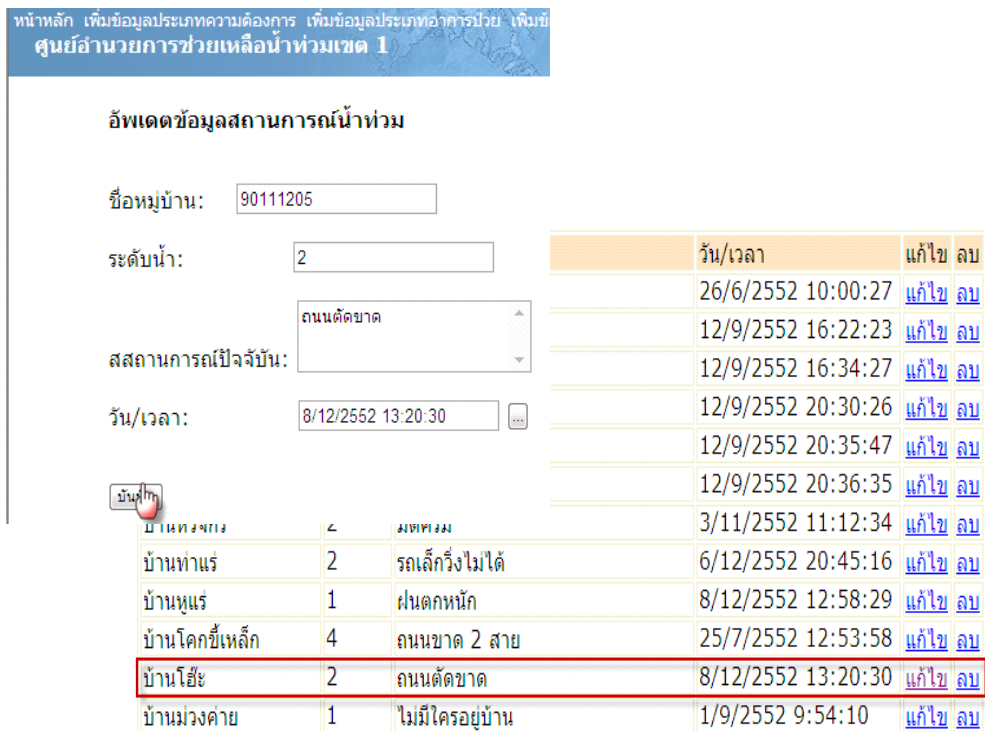 หน้าหลัก เพิ่มข้อมูลประเภทความต้องการ เพิ่มข้อมูลประเภทอาการป่วย
ศูนย์อำนวยการช่วยเหลือน้ำท่วมเขต 1
อัพเดตข้อมูลสถานการณ์น้ำท่วม
ชื่อหมู่บ้าน: 90111205
ระดับน้ำ: 2
สสถานการณ์ปัจจับัน: ถนนตัดขาด
วัน/เวลา: 8/12/2552 13:20:30 ...
วัน/เวลา แก้ไข ลบ
26/6/2552 10:00:27 แก้ไข ลบ
12/9/2552 16:22:23 แก้ไข ลบ
12/9/2552 16:34:27 แก้ไข ลบ
12/9/2552 20:30:26 แก้ไข ลบ
12/9/2552 20:35:47 แก้ไข ลบ
12/9/2552 20:36:35 แก้ไข ลบ
3/11/2552 11:12:34 แก้ไข ลบ
บ้านท่าแร่ 2 รถเล็กวิ่งไม่ได้ 6/12/2552 20:45:16 แก้ไข ลบ
บ้านหูแร่ 1 ฝนตกหนัก 8/12/2552 12:58:29 แก้ไข ลบ
บ้านโคกขี้เหล็ก 4 ถนนขาด 2 สาย 25/7/2552 12:53:58 แก้ไข ลบ
บ้านโฮ๊ะ 2 ถนนตัดขาด 8/12/2552 13:20:30 แก้ไข ลบ
บ้านม่วงค่าย 1 ไม่มีใครอยู่บ้าน 1/9/2552 9:54:10 แก้ไข ลบ